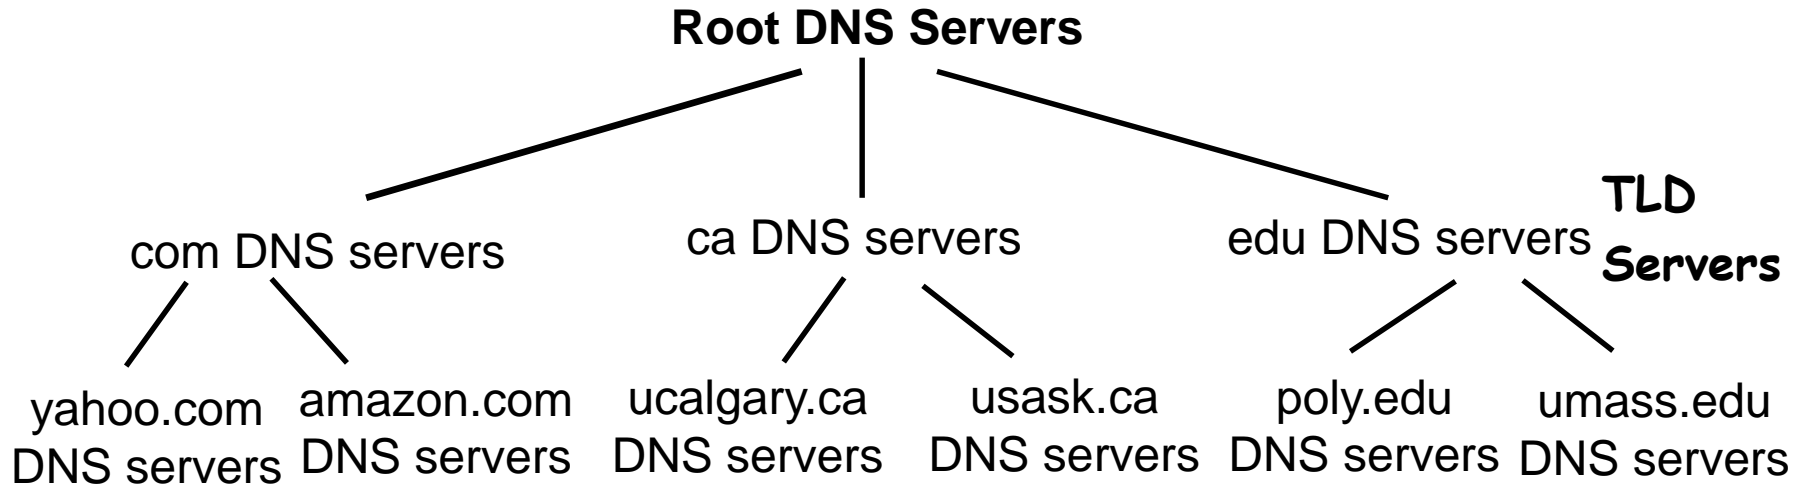 Root DNS Servers
com DNS servers
ca DNS servers
edu DNS servers
TLD
Servers
yahoo.com
DNS servers
amazon.com
DNS servers
ucalgary.ca
DNS servers
usask.ca
DNS servers
poly.edu
DNS servers
umass.edu
DNS servers